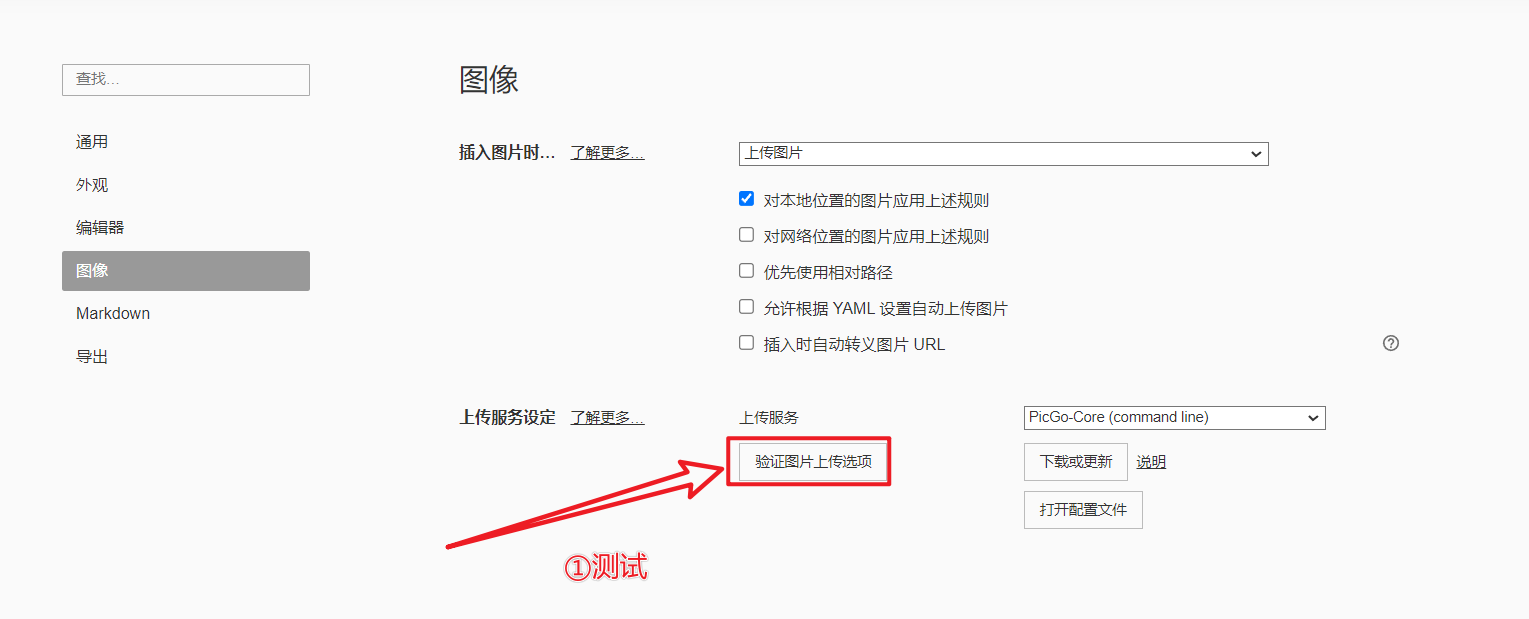 查找...
通用
外观
编辑器
图像
Markdown
导出
图像
插入图片时... 了解更多... 上传图片
对本地位置的图片应用上述规则
对网络位置的图片应用上述规则
优先使用相对路径
允许根据 YAML 设置自动上传图片
插入时自动转义图片 URL
?
上传服务设定 了解更多... 上传服务 PicGo-Core (command line)
验证图片上传选项 下载或更新 说明
打开配置文件
①测试